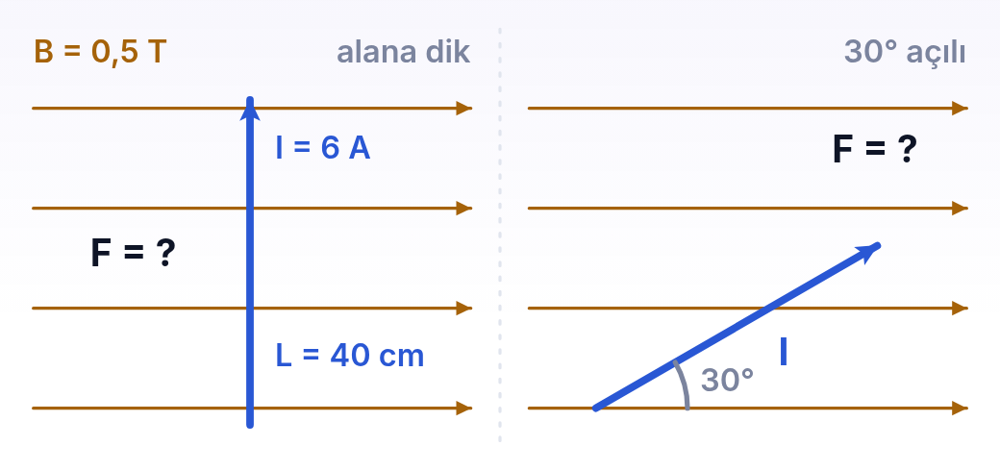 B = 0,5 T
alana dik
I = 6 A
F = ?
L = 40 cm
30° açılı
F = ?
30°
I